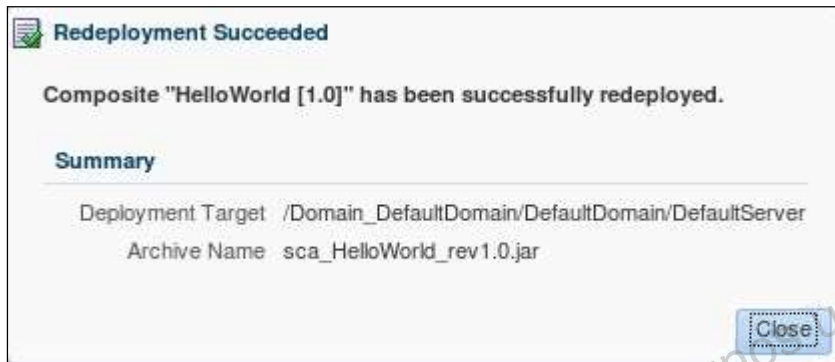 Redeployment Succeeded
Composite "HelloWorld [1.0]" has been successfully redeployed.
Summary
Deployment Target /Domain_DefaultDomain/DefaultDomain/DefaultServer
Archive Name sca_HelloWorld_rev1.0.jar
Close